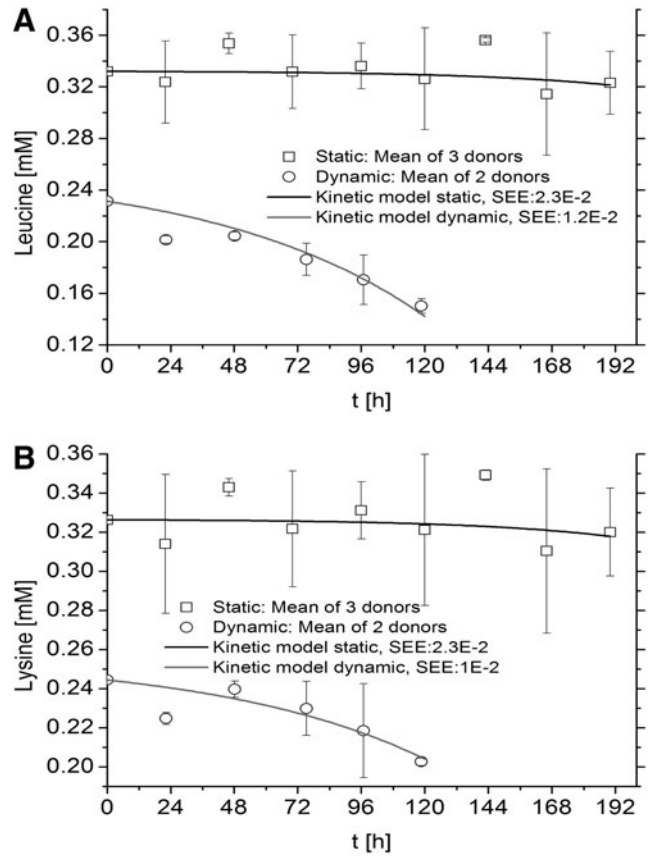 A
0.36
0.32
0.28
0.24
0.20
0.16
0.12
Leucine [mM]
Static: Mean of 3 donors
Dynamic: Mean of 2 donors
Kinetic model static, SEE:2.3E-2
Kinetic model dynamic, SEE:1.2E-2
0 24 48 72 96 120 144 168 192
t [h]
B
0.36
0.34
0.32
0.30
0.28
0.26
0.24
0.22
0.20
Lysine [mM]
Static: Mean of 3 donors
Dynamic: Mean of 2 donors
Kinetic model static, SEE:2.3E-2
Kinetic model dynamic, SEE:1E-2
0 24 48 72 96 120 144 168 192
t [h]